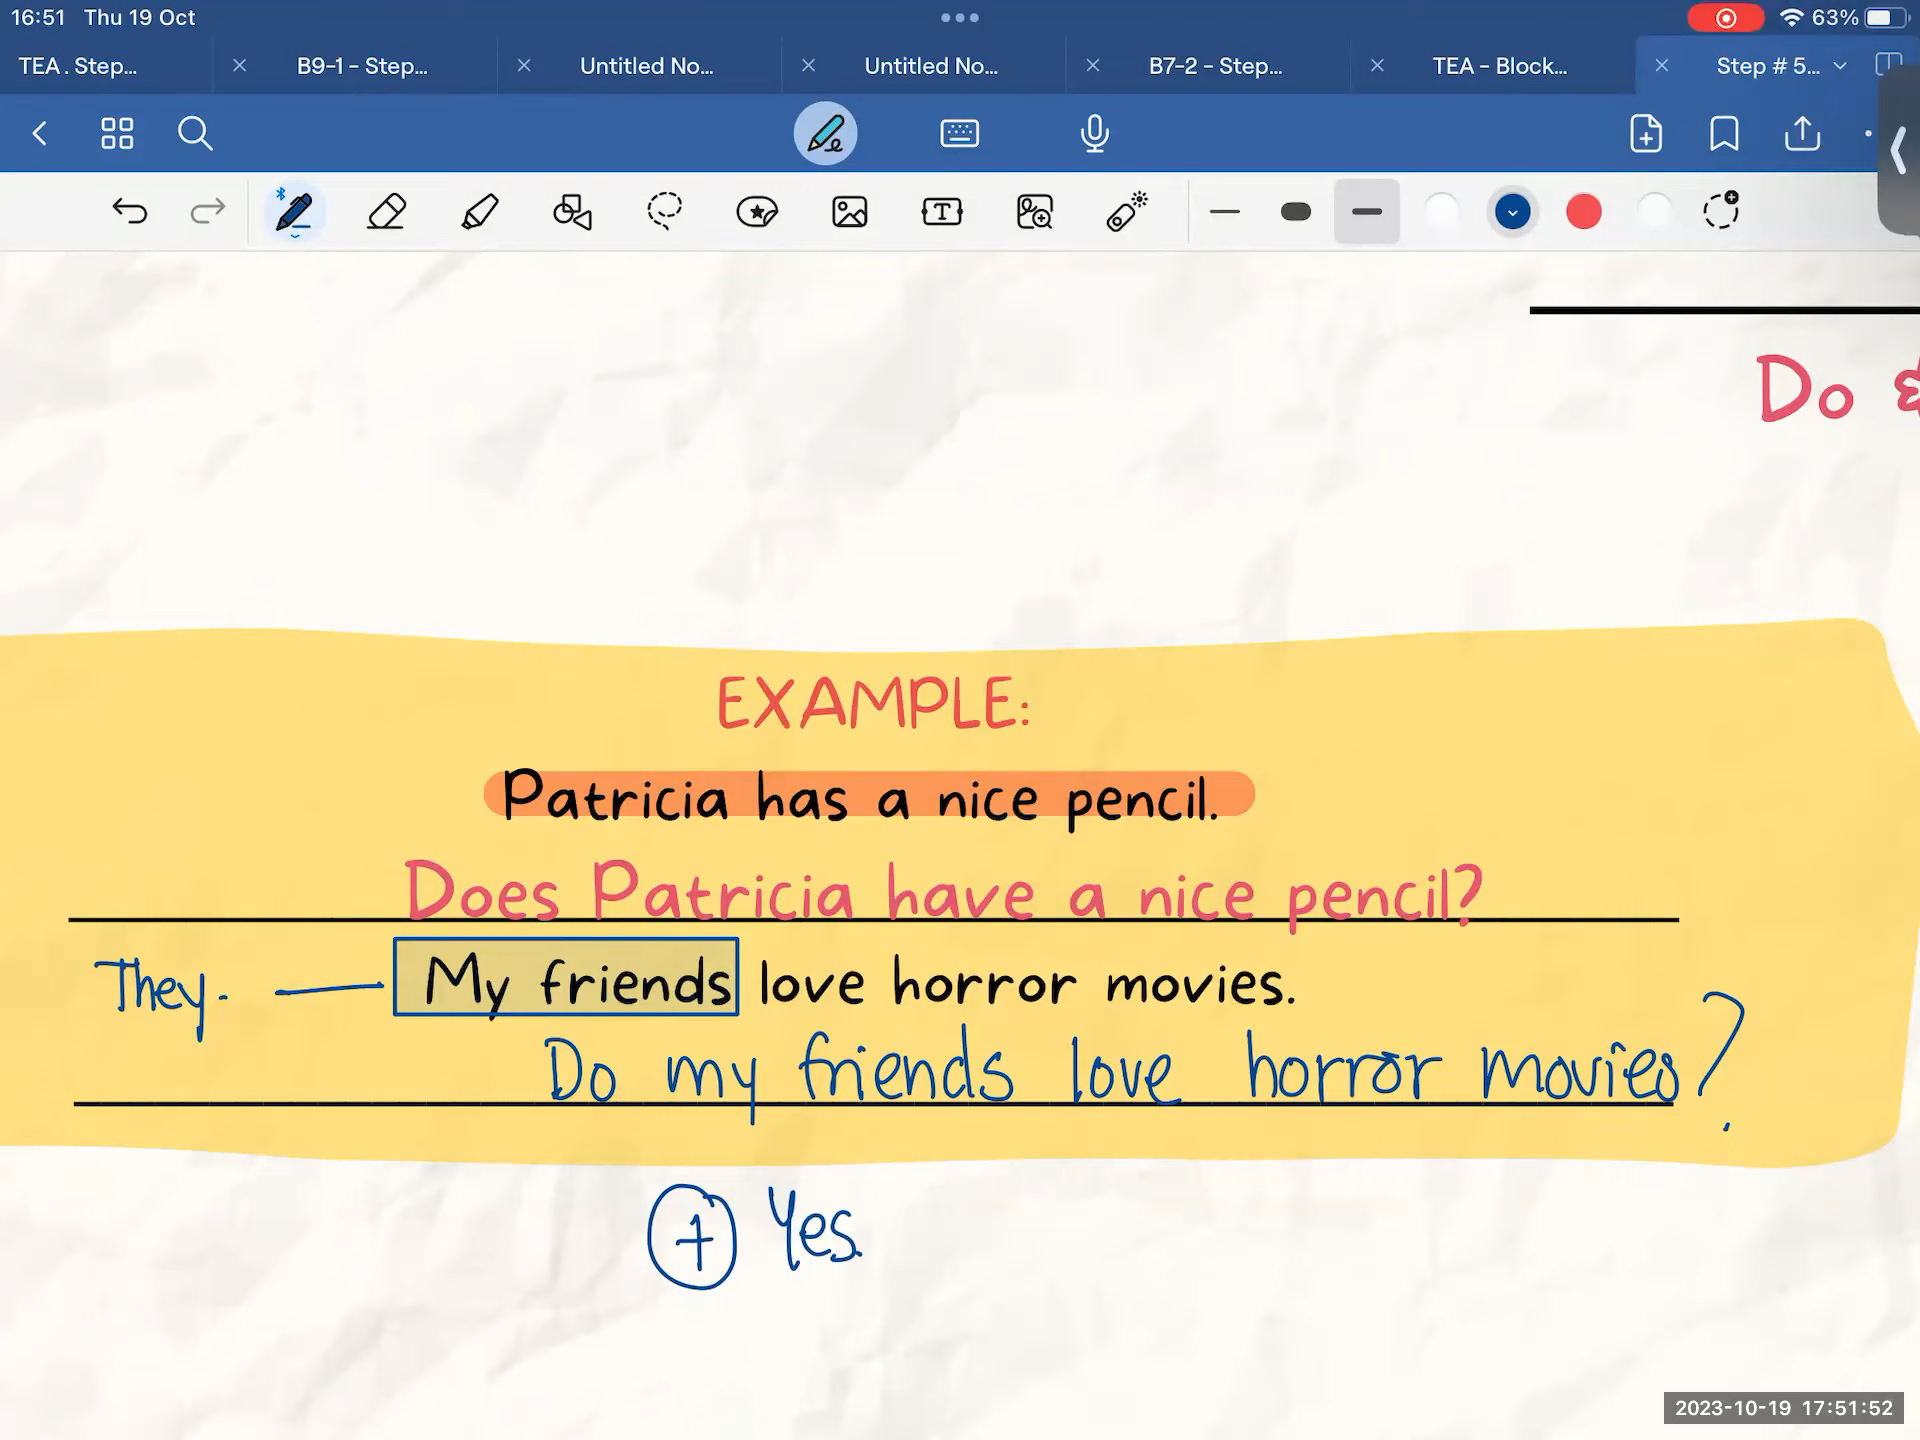 16:51 Thu 19 Oct
63%
TEA . Step... B9-1 - Step... Untitled No... Untitled No... B7-2 - Step... TEA - Block... Step # 5...
Do &
EXAMPLE:
Patricia has a nice pencil.
Does Patricia have a nice pencil?
They. — My friends love horror movies.
Do my friends love horror movies?
+ Yes.
2023-10-19 17:51:52